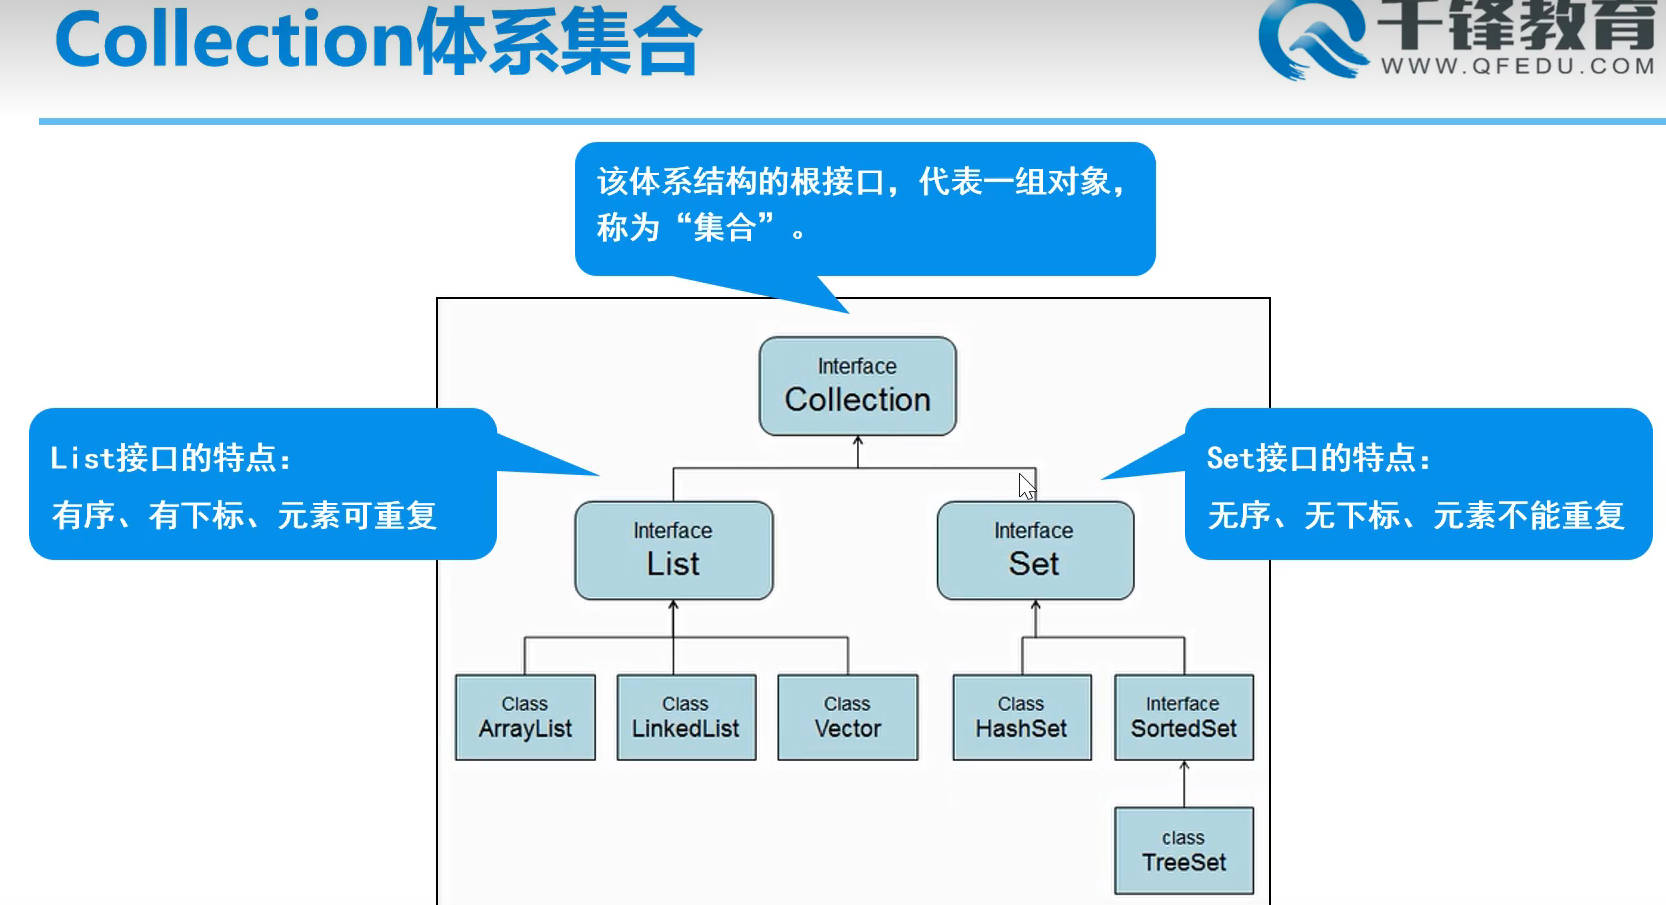 Collection体系集合
千锋教育
WWW.QFEDU.COM
该体系结构的根接口，代表一组对象，
称为“集合”。
Interface
Collection
List接口的特点：
有序、有下标、元素可重复
Set接口的特点：
无序、无下标、元素不能重复
Interface
List
Interface
Set
Class
ArrayList
Class
LinkedList
Class
Vector
Class
HashSet
Interface
SortedSet
class
TreeSet